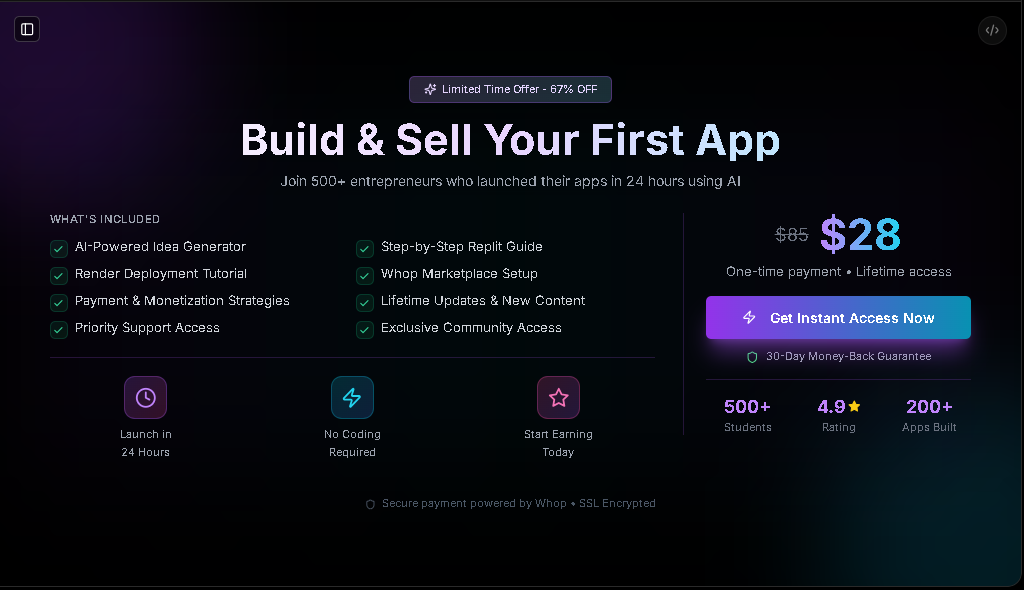 Limited Time Offer - 67% OFF
Build & Sell Your First App
Join 500+ entrepreneurs who launched their apps in 24 hours using AI
WHAT'S INCLUDED
AI-Powered Idea Generator
Step-by-Step Replit Guide
Render Deployment Tutorial
Whop Marketplace Setup
Payment & Monetization Strategies
Lifetime Updates & New Content
Priority Support Access
Exclusive Community Access
Launch in
24 Hours
No Coding
Required
Start Earning
Today
$85 $28
One-time payment • Lifetime access
Get Instant Access Now
30-Day Money-Back Guarantee
500+ 4.9 200+
Students Rating Apps Built
Secure payment powered by Whop • SSL Encrypted